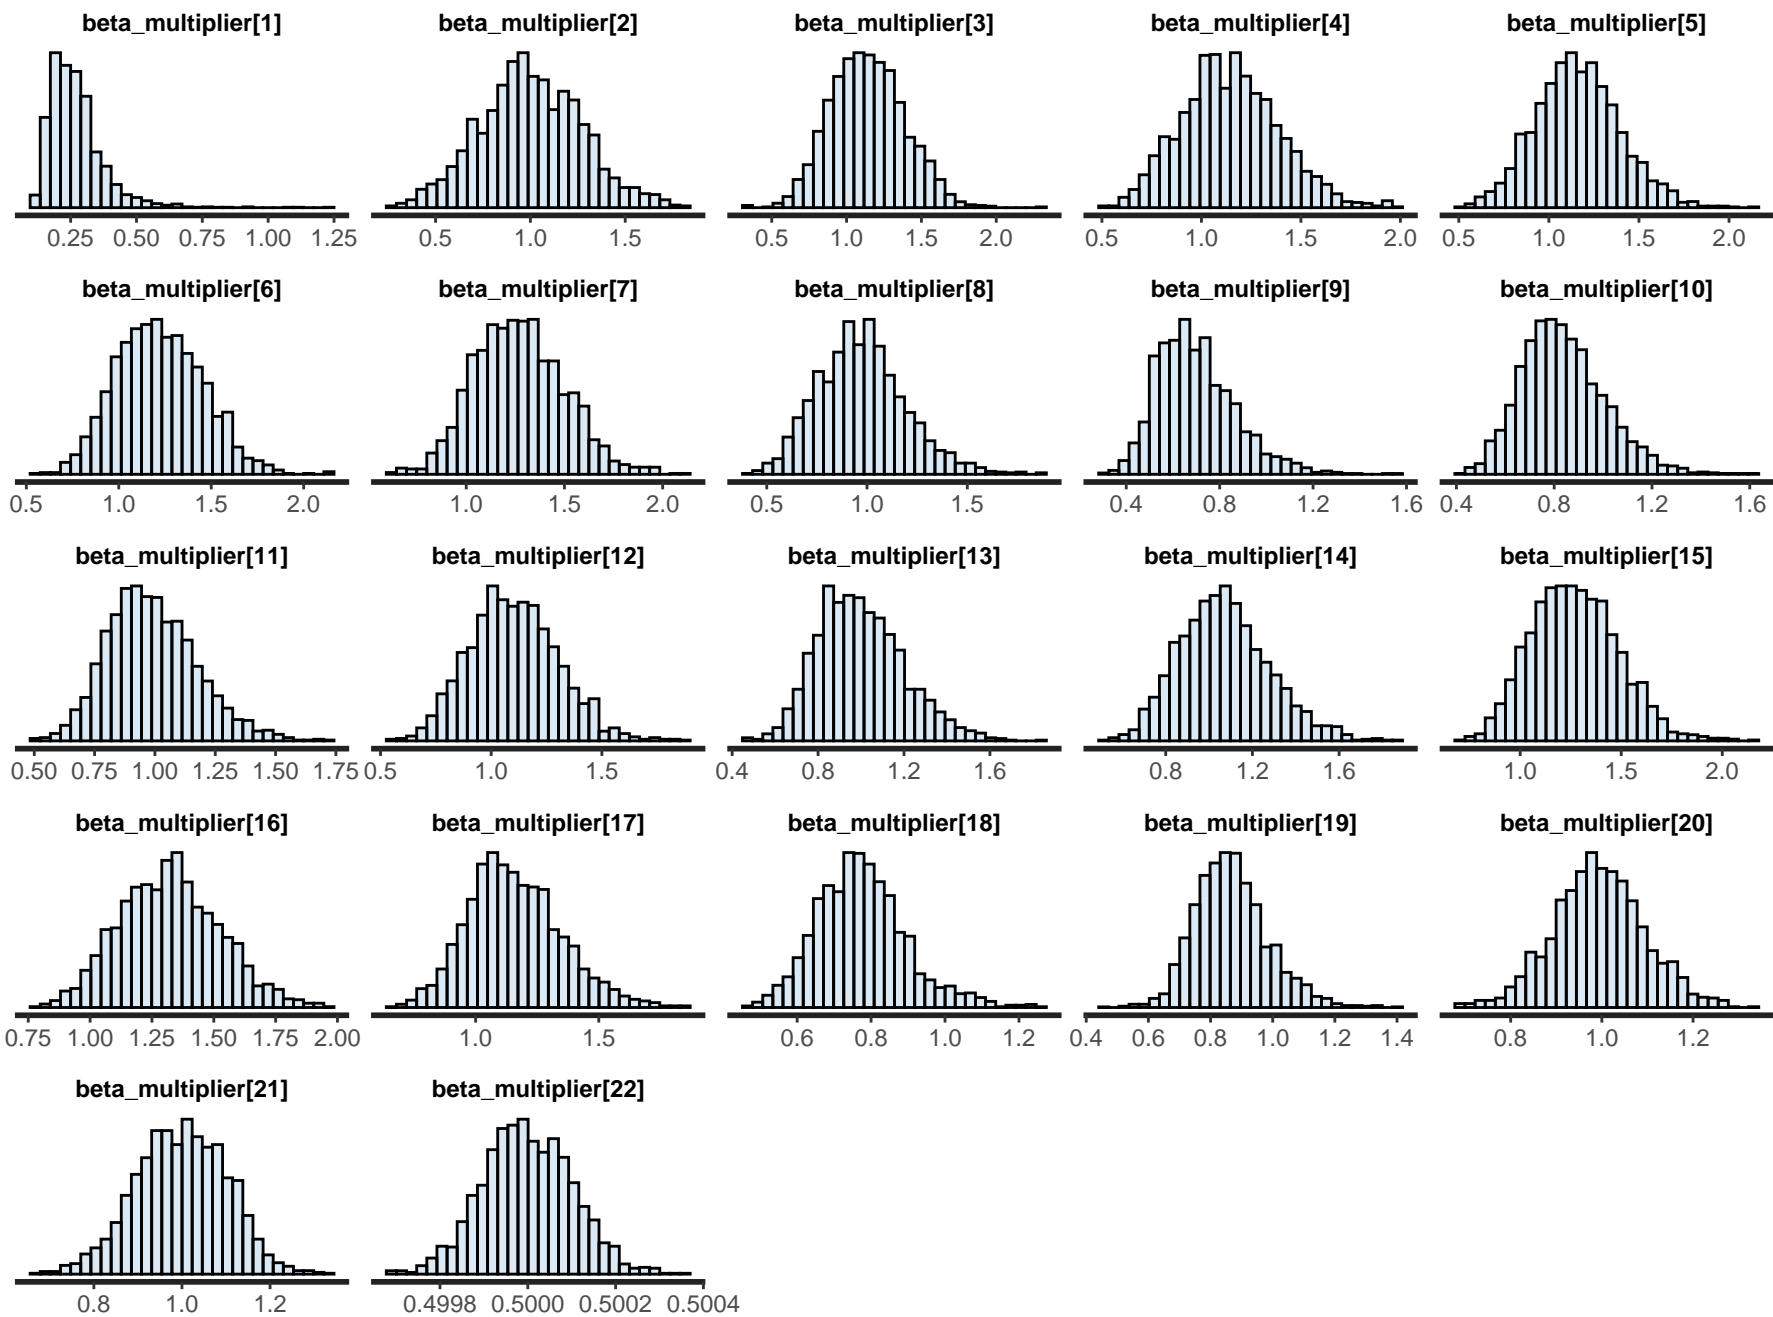 beta_multiplier[1] beta_multiplier[2] beta_multiplier[3] beta_multiplier[4] beta_multiplier[5]
0.25 0.50 0.75 1.00 1.25 0.5 1.0 1.5 0.5 1.0 1.5 2.0 0.5 1.0 1.5 2.0 0.5 1.0 1.5 2.0
beta_multiplier[6] beta_multiplier[7] beta_multiplier[8] beta_multiplier[9] beta_multiplier[10]
0.5 1.0 1.5 2.0 1.0 1.5 2.0 0.5 1.0 1.5 0.4 0.8 1.2 1.6 0.4 0.8 1.2 1.6
beta_multiplier[11] beta_multiplier[12] beta_multiplier[13] beta_multiplier[14] beta_multiplier[15]
0.50 0.75 1.00 1.25 1.50 1.75 0.5 1.0 1.5 0.4 0.8 1.2 1.6 0.8 1.2 1.6 1.0 1.5 2.0
beta_multiplier[16] beta_multiplier[17] beta_multiplier[18] beta_multiplier[19] beta_multiplier[20]
0.75 1.00 1.25 1.50 1.75 2.00 1.0 1.5 0.6 0.8 1.0 1.2 0.4 0.6 0.8 1.0 1.2 1.4 0.8 1.0 1.2
beta_multiplier[21] beta_multiplier[22]
0.8 1.0 1.2 0.4998 0.5000 0.5002 0.5004